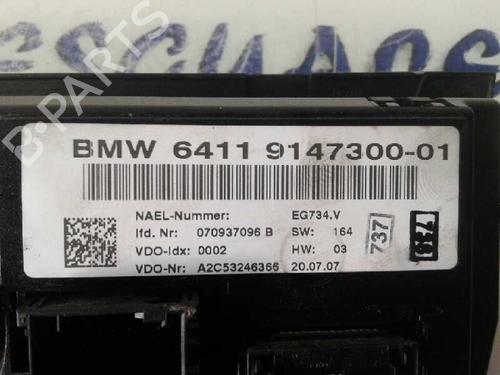 B-PARTS
BMW 6411 9147300-01
NAEL-Nummer: EG734.V
lfd. Nr: 070937096 B SW: 164
VDO-Idx: 0002 HW: 03
VDO-Nr: A2C53246366 20.07.07
737